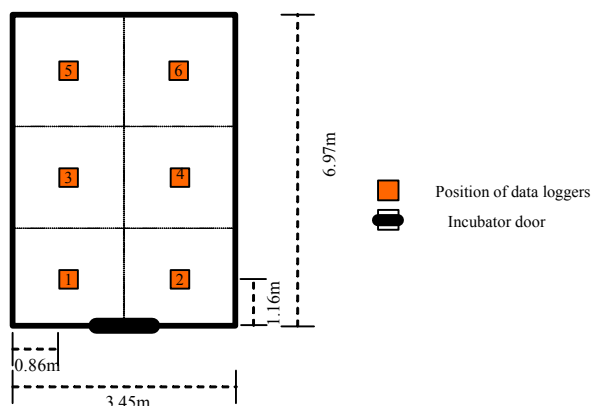 5
6
3
4
1
2
6.97m
1.16m
0.86m
3.45m
Position of data loggers
Incubator door